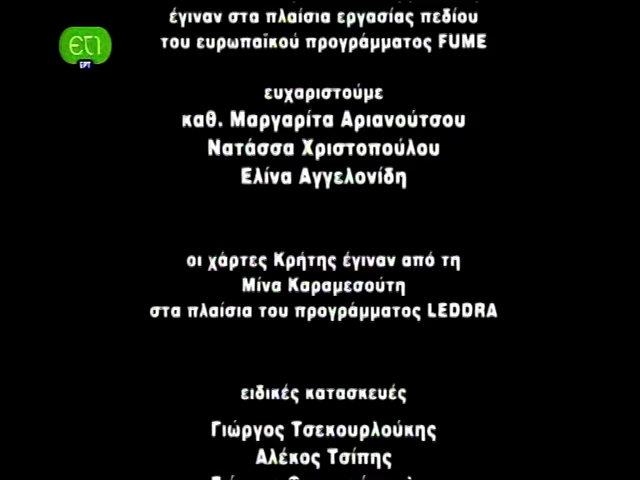 έγιναν στα πλαίσια εργασίας πεδίου
του ευρωπαϊκού προγράμματος FUME
ΕΤ1
ΕΡΤ
ευχαριστούμε
καθ. Μαργαρίτα Αριανούτσου
Νατάσσα Χριστοπούλου
Ελίνα Αγγελονίδη
οι χάρτες Κρήτης έγιναν από τη
Μίνα Καραμεσούτη
στα πλαίσια του προγράμματος LEDDRA
ειδικές κατασκευές
Γιώργος Τσεκουρλούκης
Αλέκος Τσίπης